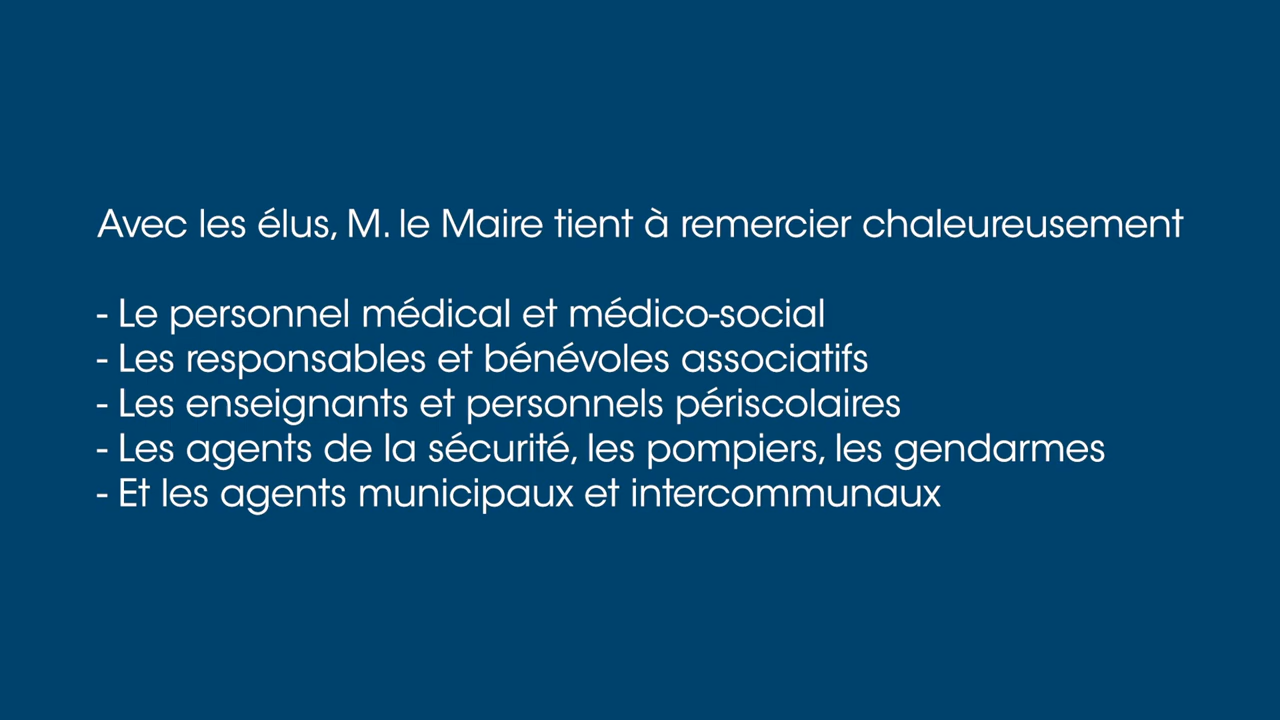 Avec les élus, M. le Maire tient à remercier chaleureusement
- Le personnel médical et médico-social
- Les responsables et bénévoles associatifs
- Les enseignants et personnels périscolaires
- Les agents de la sécurité, les pompiers, les gendarmes
- Et les agents municipaux et intercommunaux